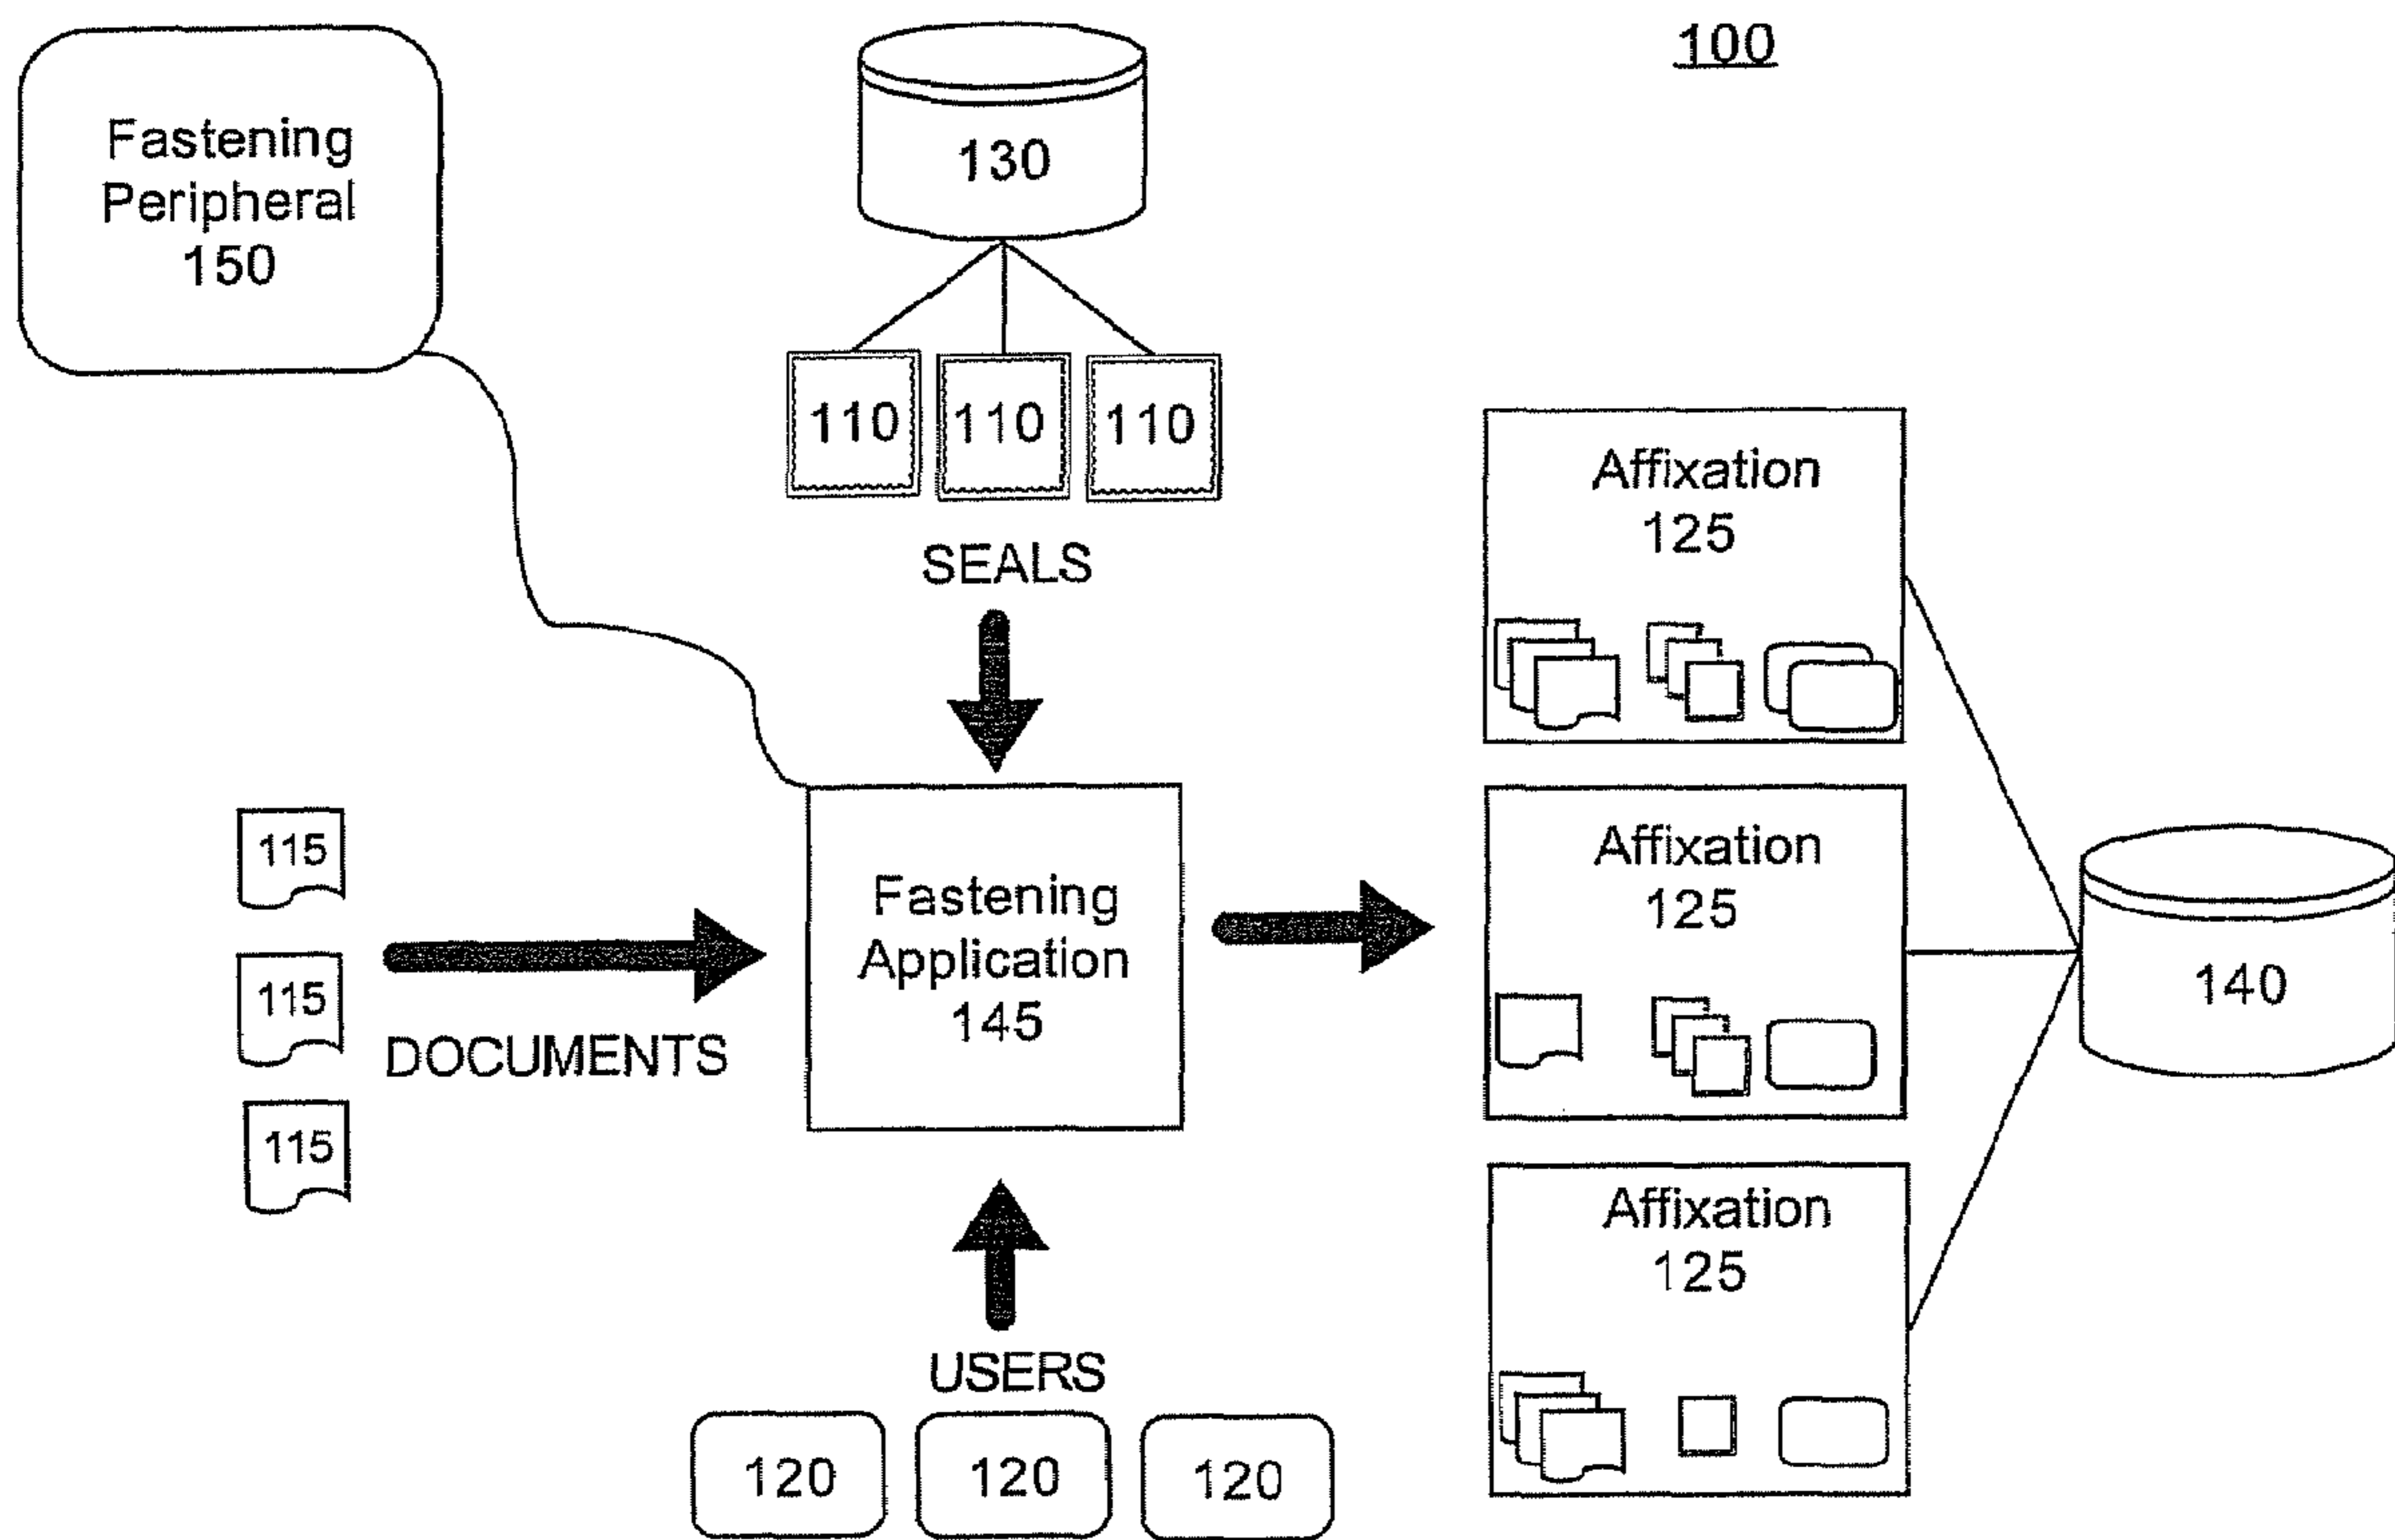 100
Fastening
Peripheral
150
130
110
110
110
SEALS
115
115
115
DOCUMENTS
Fastening
Application
145
USERS
120
120
120
Affixation
125
Affixation
125
Affixation
125
140